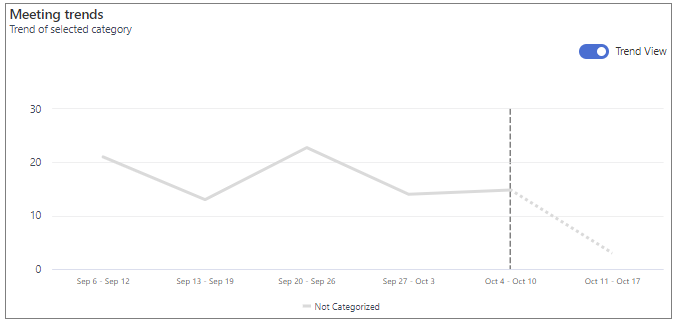 Meeting trends
Trend of selected category
Trend View
30
20
10
0
Sep 6 - Sep 12 Sep 13 - Sep 19 Sep 20 - Sep 26 Sep 27 - Oct 3 Oct 4 - Oct 10 Oct 11 - Oct 17
Not Categorized